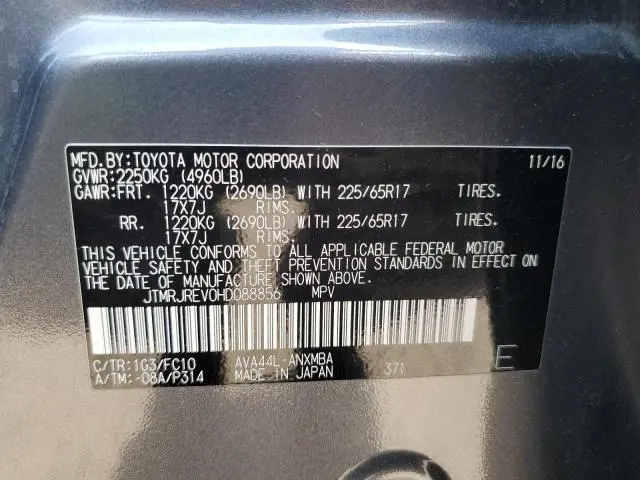 MFD.BY:TOYOTA MOTOR CORPORATION 11/16
GVWR:2250KG (4960LB)
GAWR:FRT. 1220KG (2690LB) WITH 225/65R17 TIRES.
17X7J RIMS.
RR. 1220KG (2690LB) WITH 225/65R17 TIRES.
17X7J RIMS.
THIS VEHICLE CONFORMS TO ALL APPLICABLE FEDERAL MOTOR
VEHICLE SAFETY AND THEFT PREVENTION STANDARDS IN EFFECT ON
THE DATE OF MANUFACTURE SHOWN ABOVE.
JTMRJREV0HD088856 MPV
C/TR:1G3/FC10 AVA44L-ANXMBA
A/TM:-08A/P314 MADE IN JAPAN 371 E